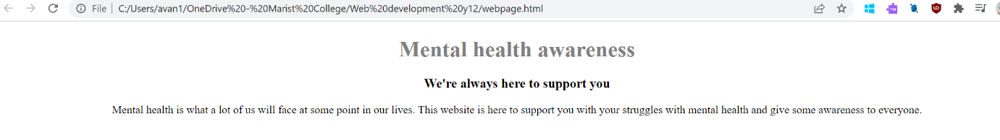 File | C:/Users/avan1/OneDrive%20-%20Marist%20College/Web%20development%20y12/webpage.html
Mental health awareness
We're always here to support you
Mental health is what a lot of us will face at some point in our lives. This website is here to support you with your struggles with mental health and give some awareness to everyone.